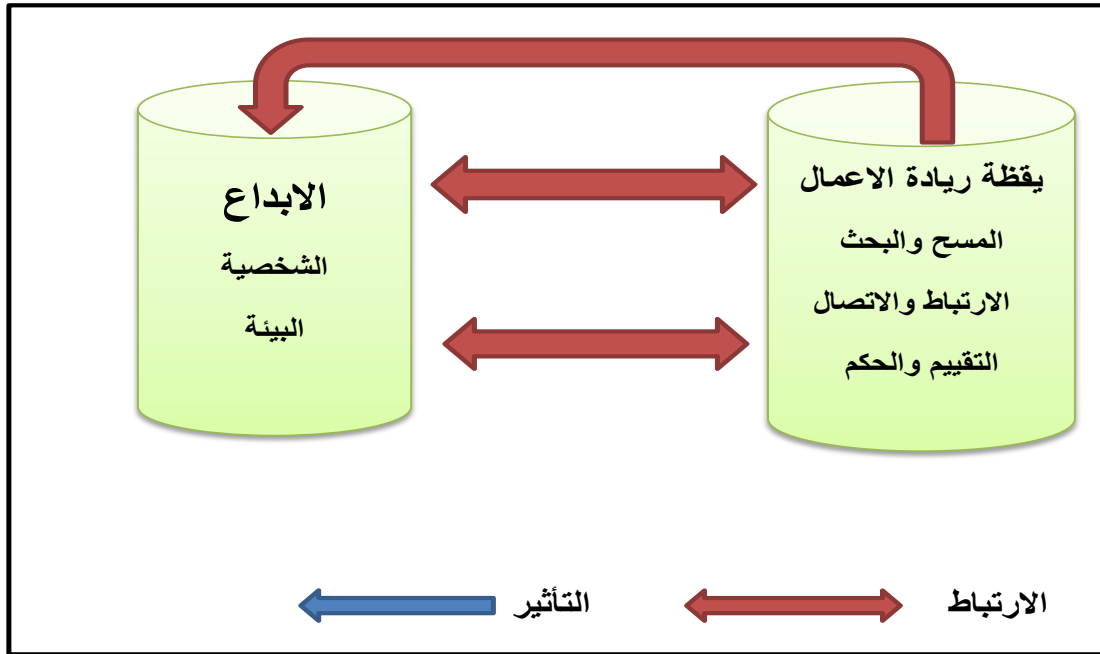 يقظة ريادة الاعمال
المسح والبحث
الارتباط والاتصال
التقييم والحكم
الابداع
الشخصية
البيئة
الارتباط
التأثير